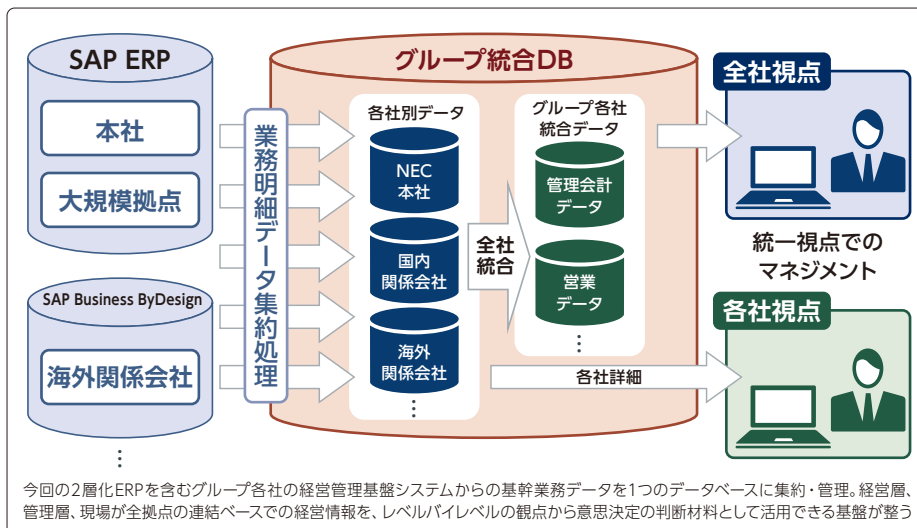 SAP ERP
本社
大規模拠点
SAP Business ByDesign
海外関係会社
⋮
業務明細データ集約処理
グループ統合DB
各社別データ
NEC
本社
国内
関係会社
海外
関係会社
⋮
全社
統合
グループ各社
統合データ
管理会計
データ
営業
データ
⋮
各社詳細
全社視点
統一視点での
マネジメント
各社視点
今回の2層化ERPを含むグループ各社の経営管理基盤システムからの基幹業務データを1つのデータベースに集約・管理。経営層、
管理層、現場が全拠点の連結ベースでの経営情報を、レベルバイレベルの観点から意思決定の判断材料として活用できる基盤が整う